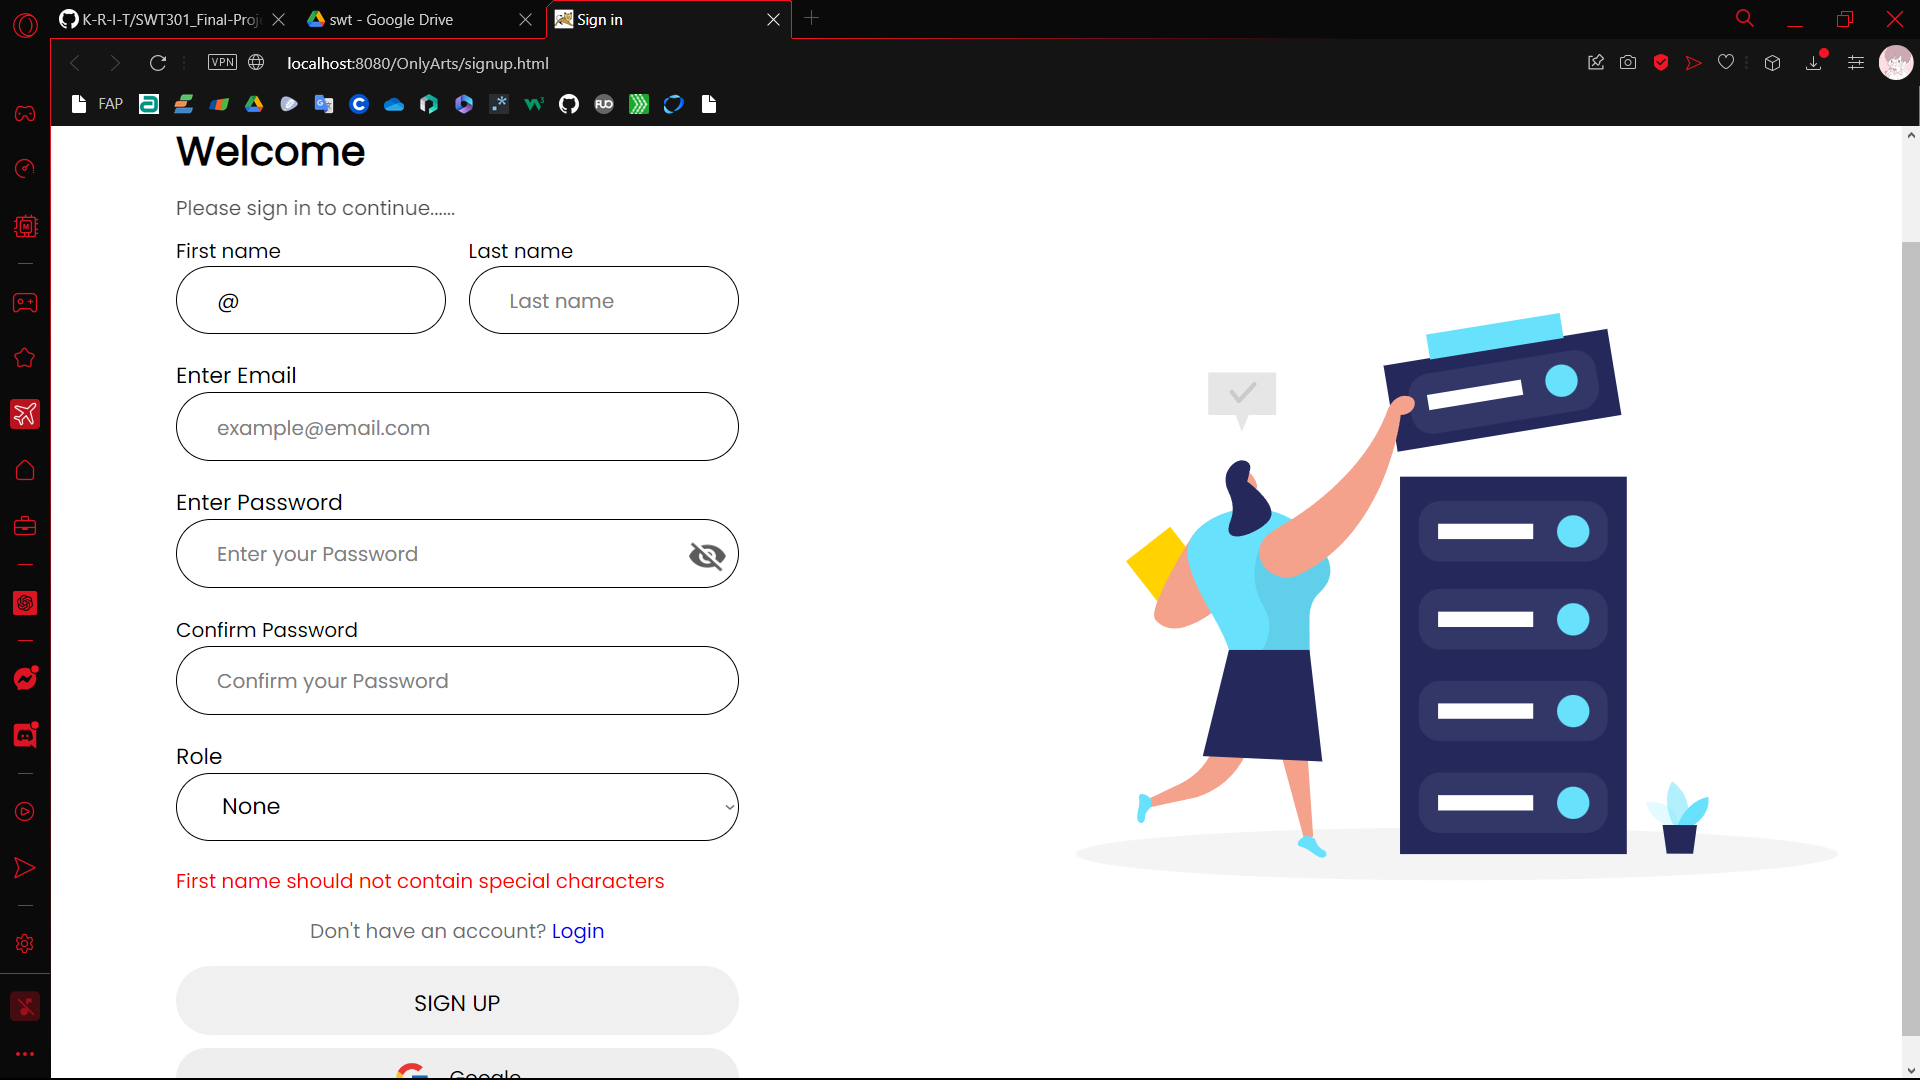 K-R-I-T/SWT301_Final-Proj
swt - Google Drive
Sign in
VPN
localhost:8080/OnlyArts/signup.html
FAP
Welcome
Please sign in to continue......
First name
Last name
@
Last name
Enter Email
example@email.com
Enter Password
Enter your Password
Confirm Password
Confirm your Password
Role
None
First name should not contain special characters
Don't have an account? Login
SIGN UP
Google